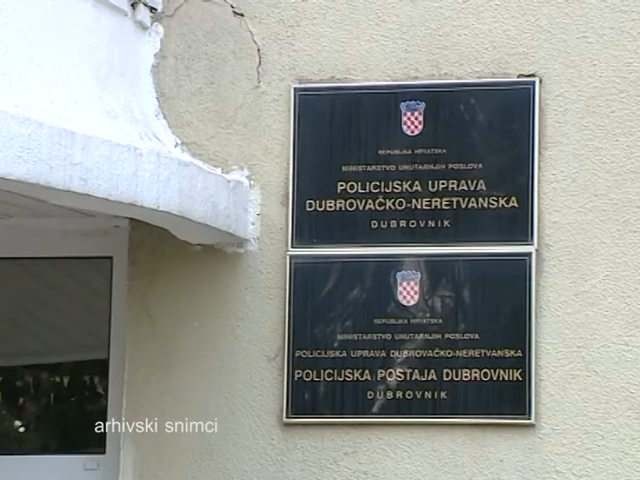 REPUBLIKA HRVATSKA
MINISTARSTVO UNUTARNJIH POSLOVA
POLICIJSKA UPRAVA
DUBROVAČKO-NERETVANSKA
DUBROVNIK
REPUBLIKA HRVATSKA
MINISTARSTVO UNUTARNJIH POSLOVA
POLICIJSKA UPRAVA DUBROVAČKO-NERETVANSKA
POLICIJSKA POSTAJA DUBROVNIK
DUBROVNIK
arhivski snimci